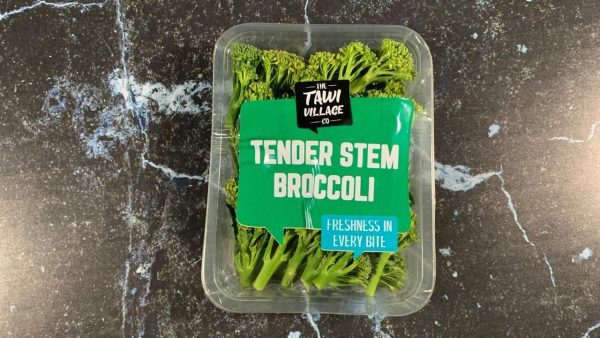 THE
TAWI
VILLAGE
CO
TENDER STEM
BROCCOLI
FRESHNESS IN
EVERY BITE